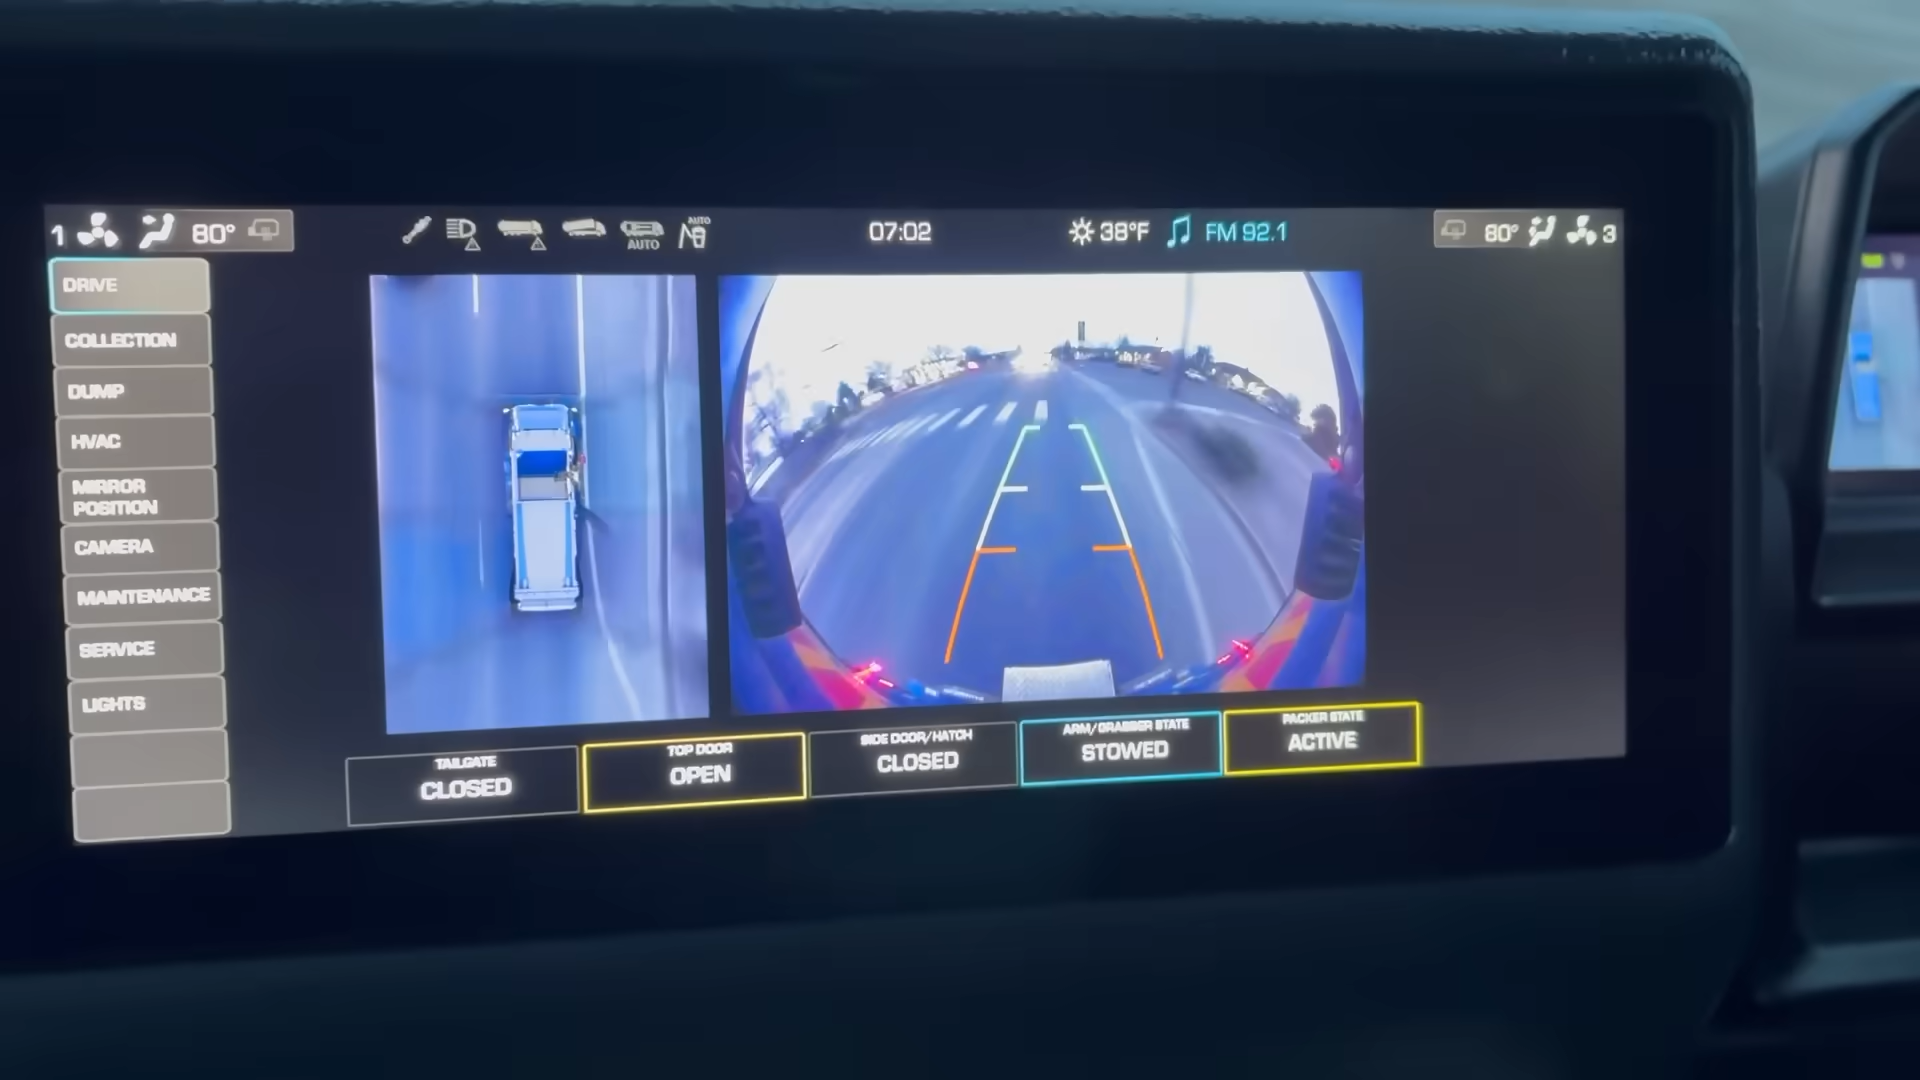 1 80°
AUTO
AUTO
07:02
38°F
FM 92.1
80° 3
DRIVE
COLLECTION
DUMP
HVAC
MIRROR
POSITION
CAMERA
MAINTENANCE
SERVICE
LIGHTS
TAILGATE
CLOSED
TOP DOOR
OPEN
SIDE DOOR/HATCH
CLOSED
ARM/GRABBER STATE
STOWED
PACKER STATE
ACTIVE